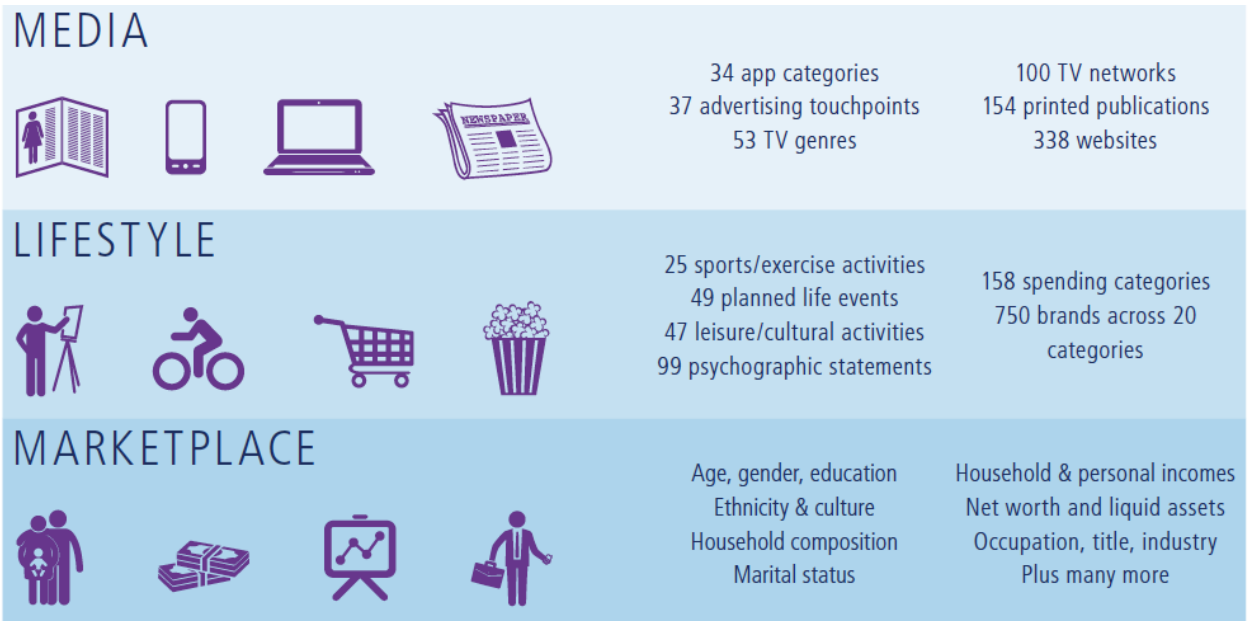 MEDIA
NEWSPAPER
34 app categories
37 advertising touchpoints
53 TV genres
100 TV networks
154 printed publications
338 websites
LIFESTYLE
25 sports/exercise activities
49 planned life events
47 leisure/cultural activities
99 psychographic statements
158 spending categories
750 brands across 20
categories
MARKETPLACE
Age, gender, education
Ethnicity & culture
Household composition
Marital status
Household & personal incomes
Net worth and liquid assets
Occupation, title, industry
Plus many more